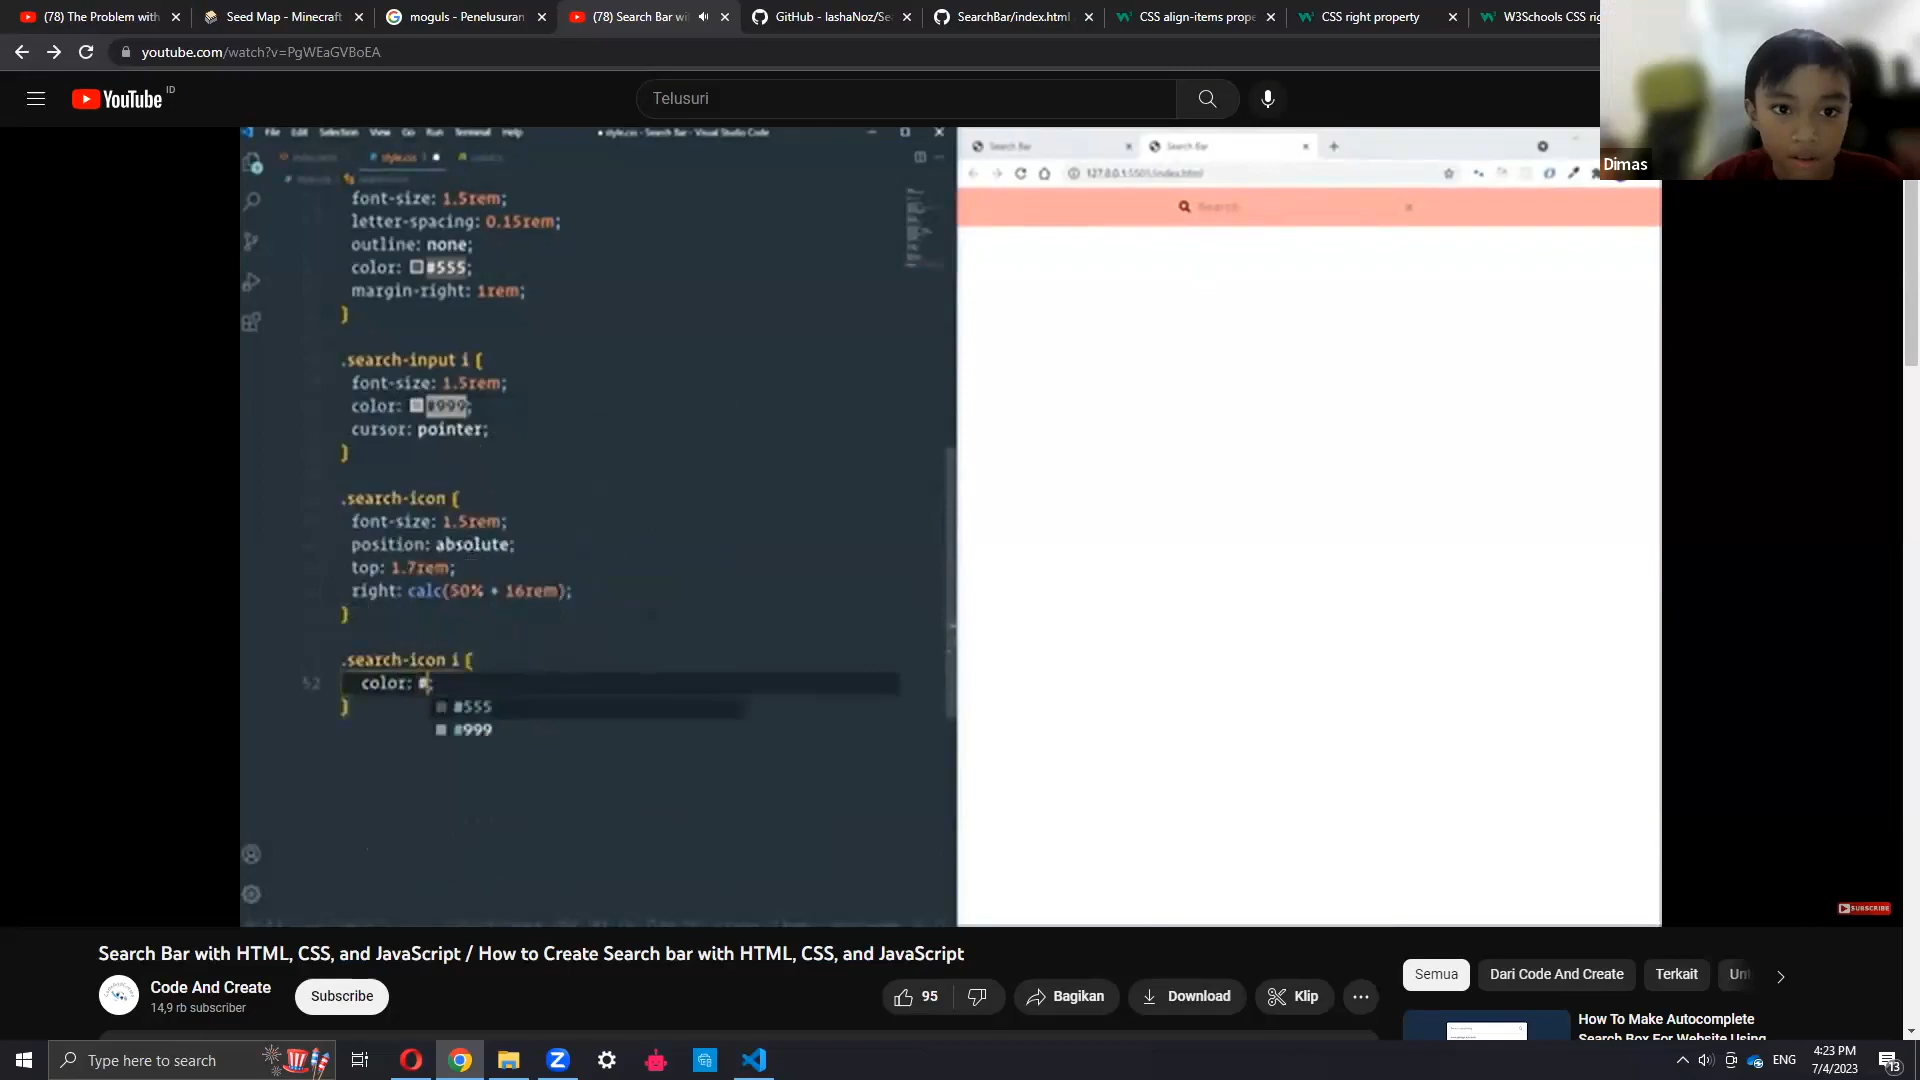 (78) The Problem with
Seed Map - Minecraft
moguls - Penelusuran
(78) Search Bar wi
GitHub - lashaNoz/Se
SearchBar/index.html
CSS align-items prope
CSS right property
W3Schools CSS ri
youtube.com/watch?v=PgWEaGVBoEA
YouTube ID
Telusuri
Dimas
File Edit Selection View Go Run Terminal Help
● style.css - Search Bar - Visual Studio Code
style.css
Search Bar
Search Bar
127.0.0.1:5501/index.html
Search
font-size: 1.5rem;
letter-spacing: 0.15rem;
outline: none;
color: #555;
margin-right: 1rem;
}
.search-input i {
font-size: 1.5rem;
color: #999;
cursor: pointer;
}
.search-icon {
font-size: 1.5rem;
position: absolute;
top: 1.7rem;
right: calc(50% + 16rem);
}
.search-icon i {
52 color: #;
}
#555
#999
SUBSCRIBE
Search Bar with HTML, CSS, and JavaScript / How to Create Search bar with HTML, CSS, and JavaScript
Code And Create
14,9 rb subscriber
Subscribe
95
Bagikan
Download
Klip
Semua
Dari Code And Create
Terkait
How To Make Autocomplete
Search Box For Website Using
Type here to search
ENG
4:23 PM
7/4/2023
13